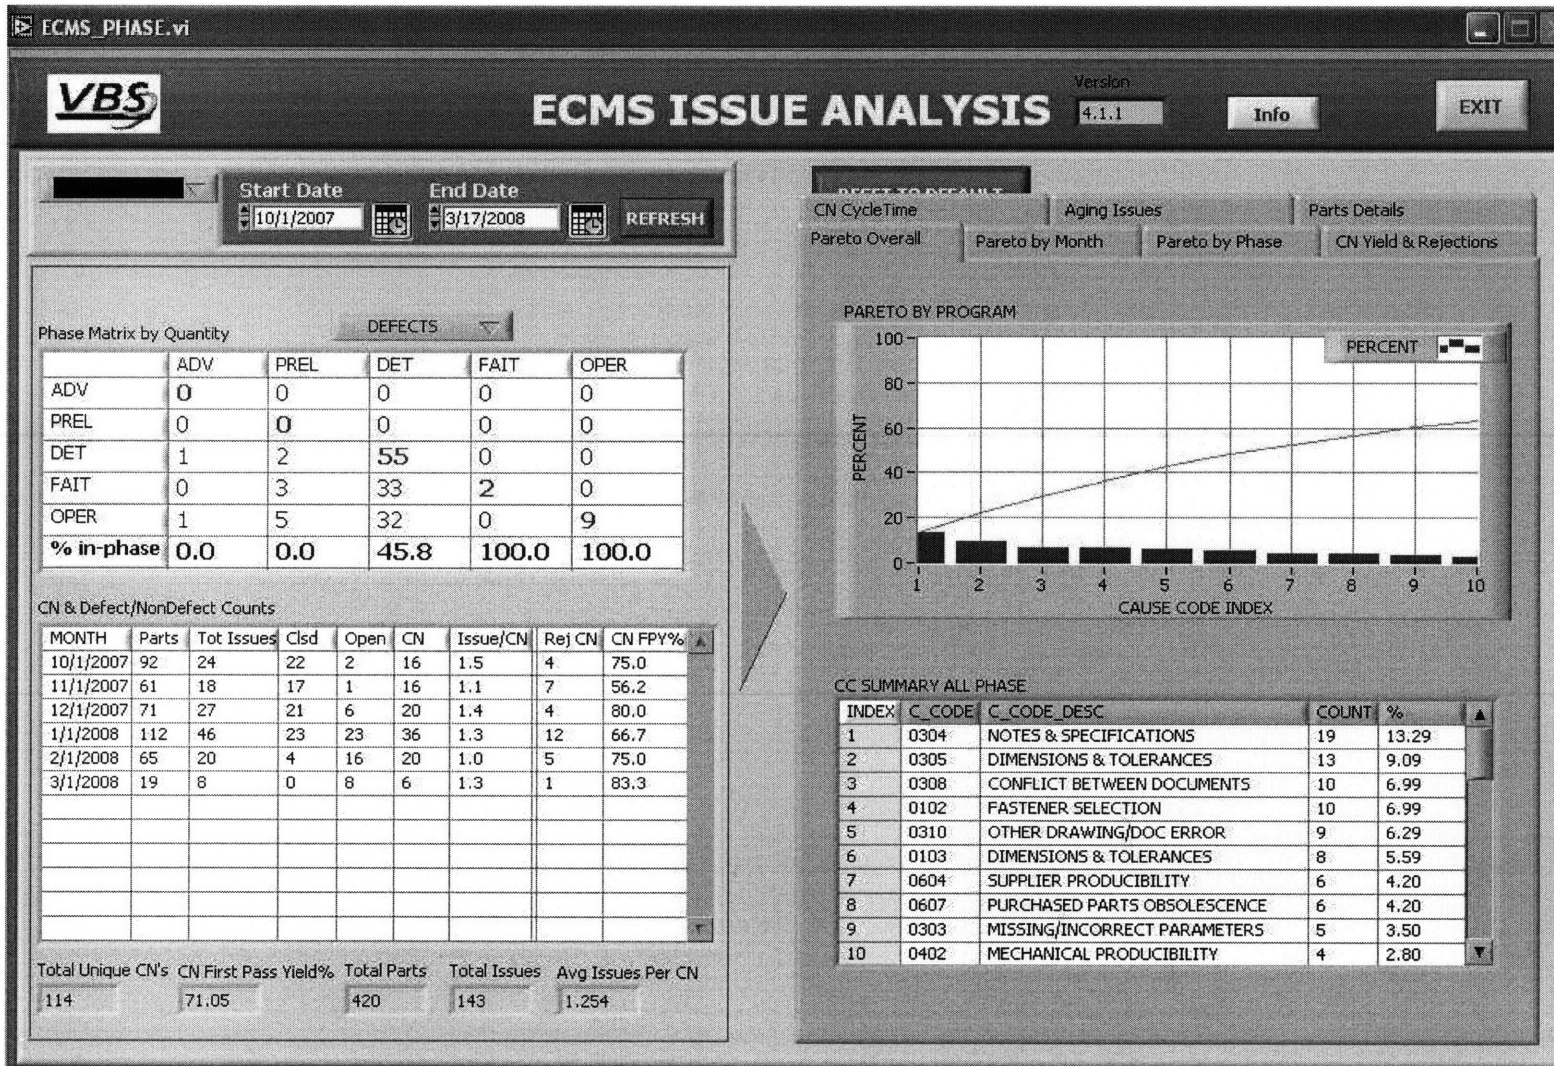 ECMS_PHASE.vi
VBS
ECMS ISSUE ANALYSIS
Version
4.1.1
Info
EXIT
Start Date
End Date
10/1/2007
3/17/2008
REFRESH
RESET TO DEFAULT
CN CycleTime
Aging Issues
Parts Details
Pareto Overall
Pareto by Month
Pareto by Phase
CN Yield & Rejections
Phase Matrix by Quantity
DEFECTS
ADV PREL DET FAIT OPER
ADV 0 0 0 0 0
PREL 0 0 0 0 0
DET 1 2 55 0 0
FAIT 0 3 33 2 0
OPER 1 5 32 0 9
% in-phase 0.0 0.0 45.8 100.0 100.0
CN & Defect/NonDefect Counts
MONTH Parts Tot Issues Clsd Open CN Issue/CN Rej CN CN FPY%
10/1/2007 92 24 22 2 16 1.5 4 75.0
11/1/2007 61 18 17 1 16 1.1 7 56.2
12/1/2007 71 27 21 6 20 1.4 4 80.0
1/1/2008 112 46 23 23 36 1.3 12 66.7
2/1/2008 65 20 4 16 20 1.0 5 75.0
3/1/2008 19 8 0 8 6 1.3 1 83.3
Total Unique CN's CN First Pass Yield% Total Parts Total Issues Avg Issues Per CN
114 71.05 420 143 1.254
PARETO BY PROGRAM
PERCENT
PERCENT
100
80
60
40
20
0
1 2 3 4 5 6 7 8 9 10
CAUSE CODE INDEX
CC SUMMARY ALL PHASE
INDEX C_CODE C_CODE_DESC COUNT %
1 0304 NOTES & SPECIFICATIONS 19 13.29
2 0305 DIMENSIONS & TOLERANCES 13 9.09
3 0308 CONFLICT BETWEEN DOCUMENTS 10 6.99
4 0102 FASTENER SELECTION 10 6.99
5 0310 OTHER DRAWING/DOC ERROR 9 6.29
6 0103 DIMENSIONS & TOLERANCES 8 5.59
7 0604 SUPPLIER PRODUCIBILITY 6 4.20
8 0607 PURCHASED PARTS OBSOLESCENCE 6 4.20
9 0303 MISSING/INCORRECT PARAMETERS 5 3.50
10 0402 MECHANICAL PRODUCIBILITY 4 2.80